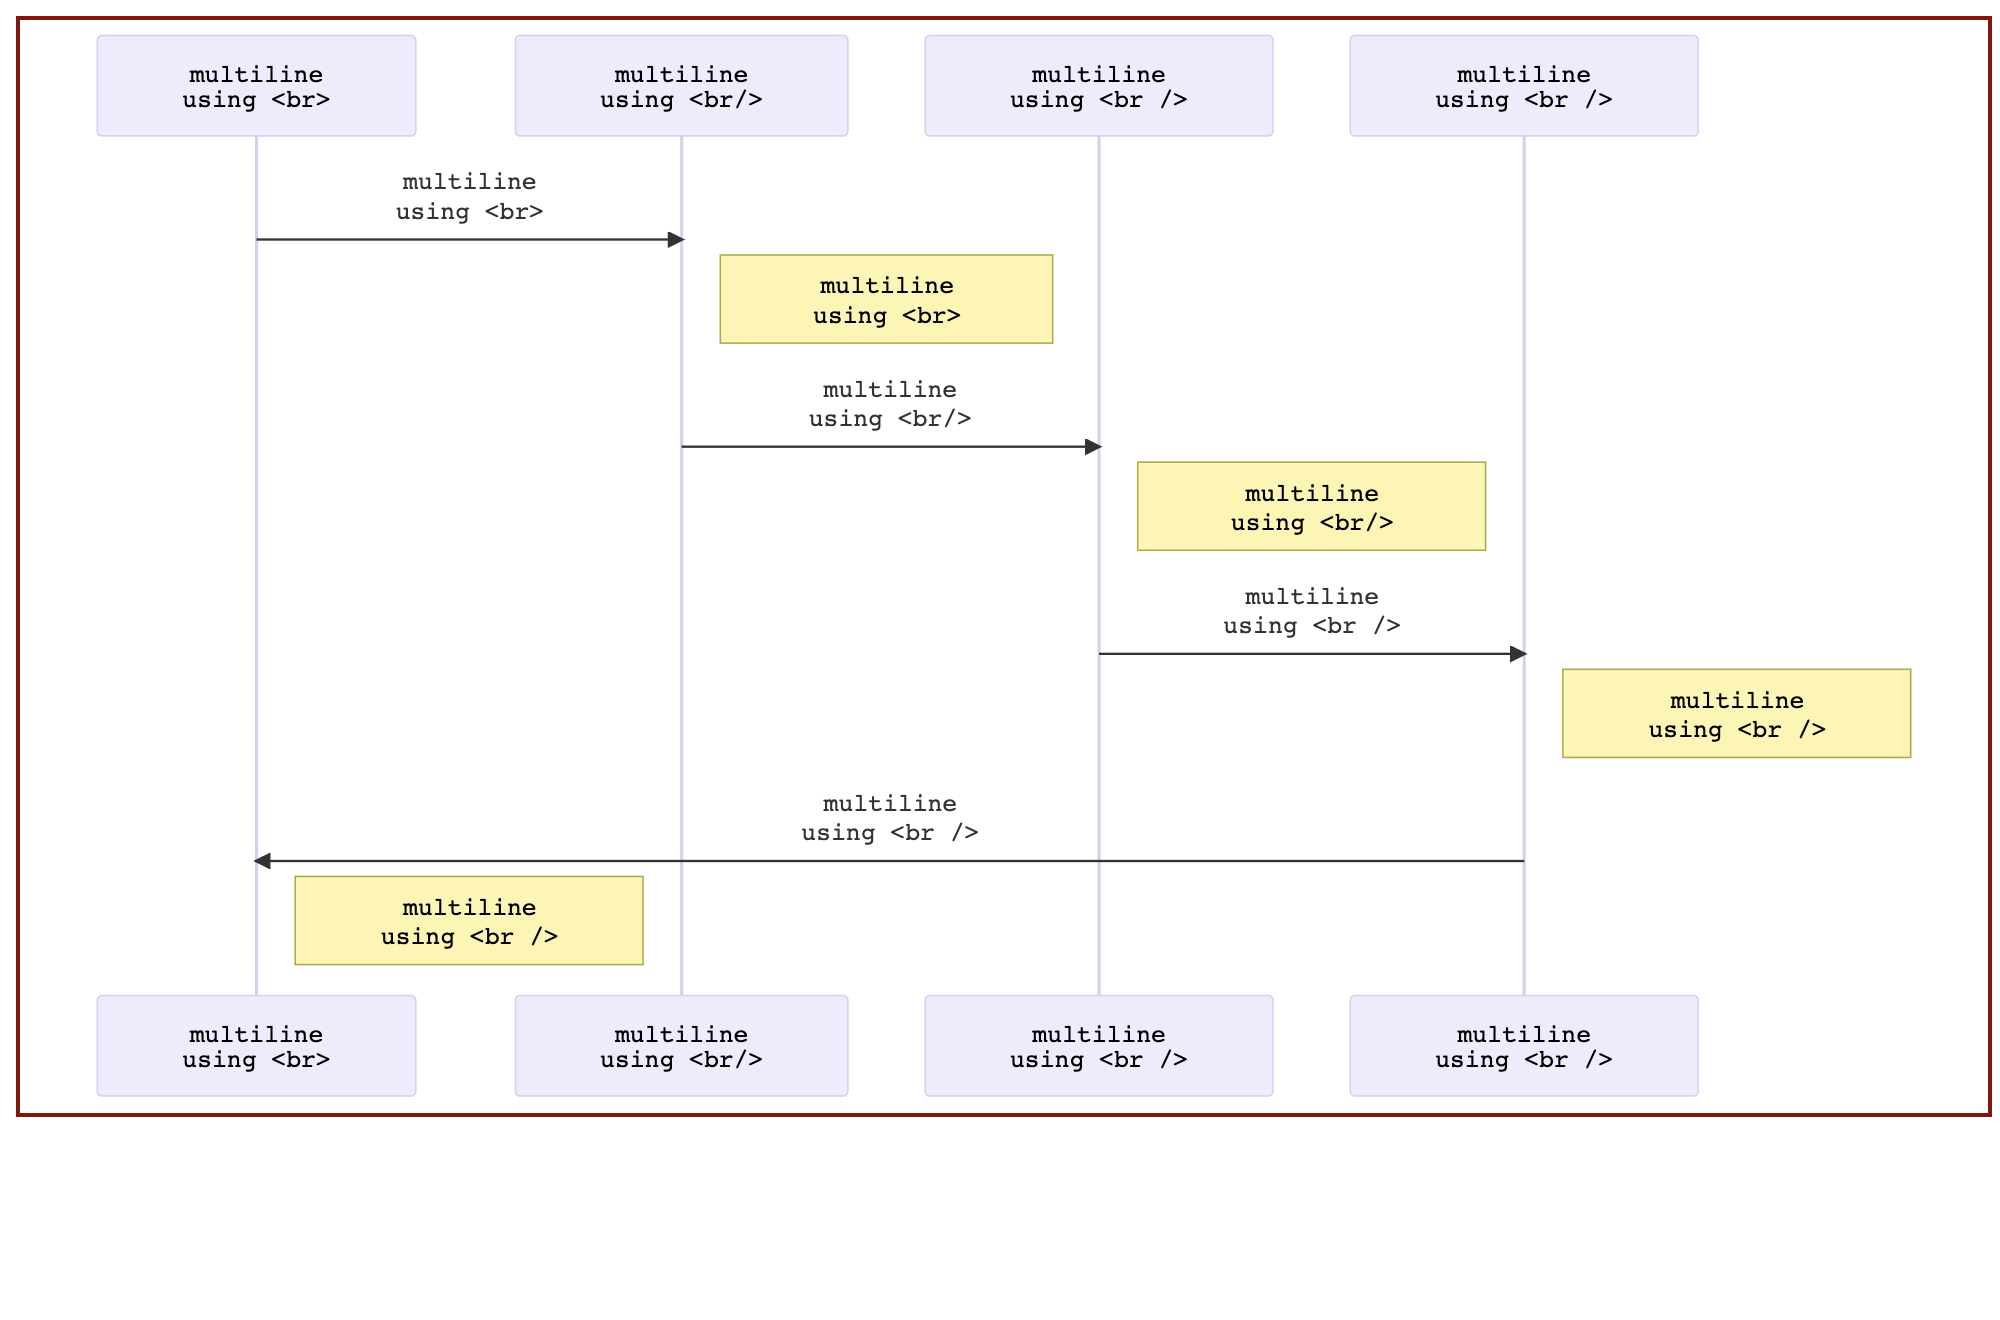 multiline
using <br>
multiline
using <br/>
multiline
using <br />
multiline
using <br />
multiline
using <br>
multiline
using <br>
multiline
using <br/>
multiline
using <br/>
multiline
using <br />
multiline
using <br />
multiline
using <br />
multiline
using <br />
multiline
using <br>
multiline
using <br/>
multiline
using <br />
multiline
using <br />